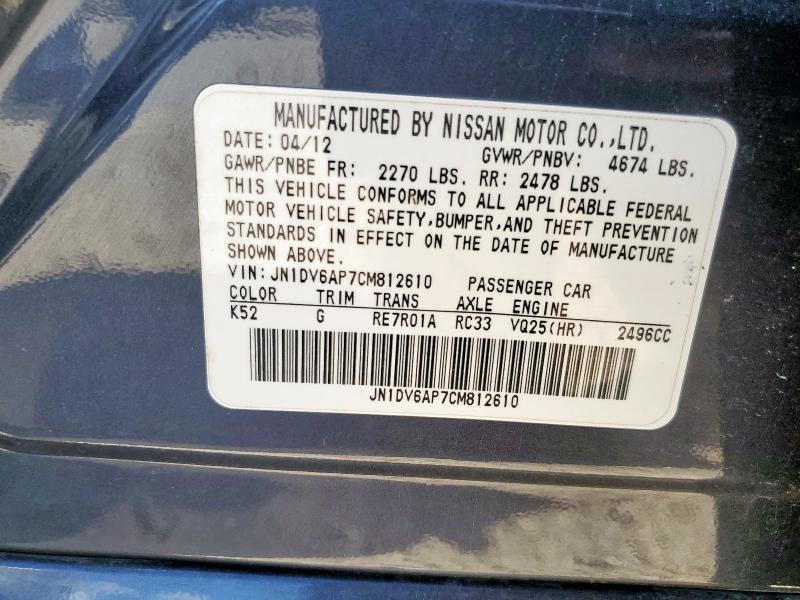 MANUFACTURED BY NISSAN MOTOR CO.,LTD.
DATE: 04/12 GVWR/PNBV: 4674 LBS.
GAWR/PNBE FR: 2270 LBS. RR: 2478 LBS.
THIS VEHICLE CONFORMS TO ALL APPLICABLE FEDERAL
MOTOR VEHICLE SAFETY,BUMPER,AND THEFT PREVENTION
STANDARDS IN EFFECT ON THE DATE OF MANUFACTURE
SHOWN ABOVE.
VIN:JN1DV6AP7CM812610 PASSENGER CAR
COLOR TRIM TRANS AXLE ENGINE
K52 G RE7R01A RC33 VQ25(HR) 2496CC
JN1DV6AP7CM812610